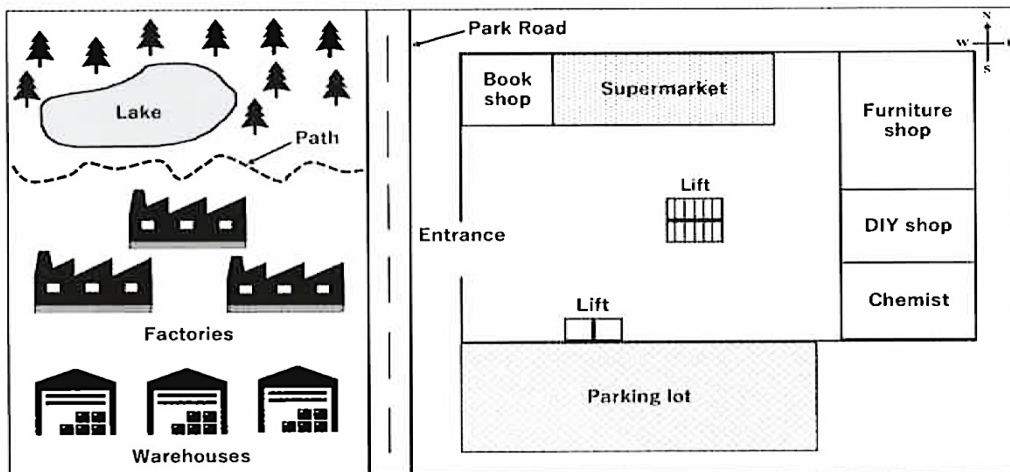 Park Road
N
W
S
Book
shop
Supermarket
Furniture
shop
Lake
Path
Lift
Entrance
DIY shop
Lift
Chemist
Factories
Parking lot
Warehouses